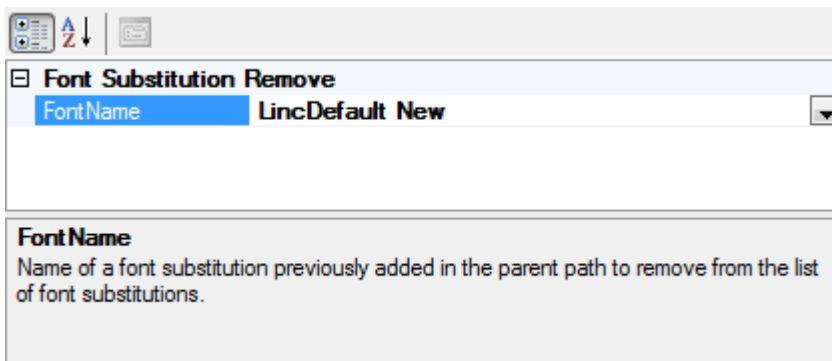 A
Z
Font Substitution Remove
FontName LincDefault New
FontName
Name of a font substitution previously added in the parent path to remove from the list
of font substitutions.